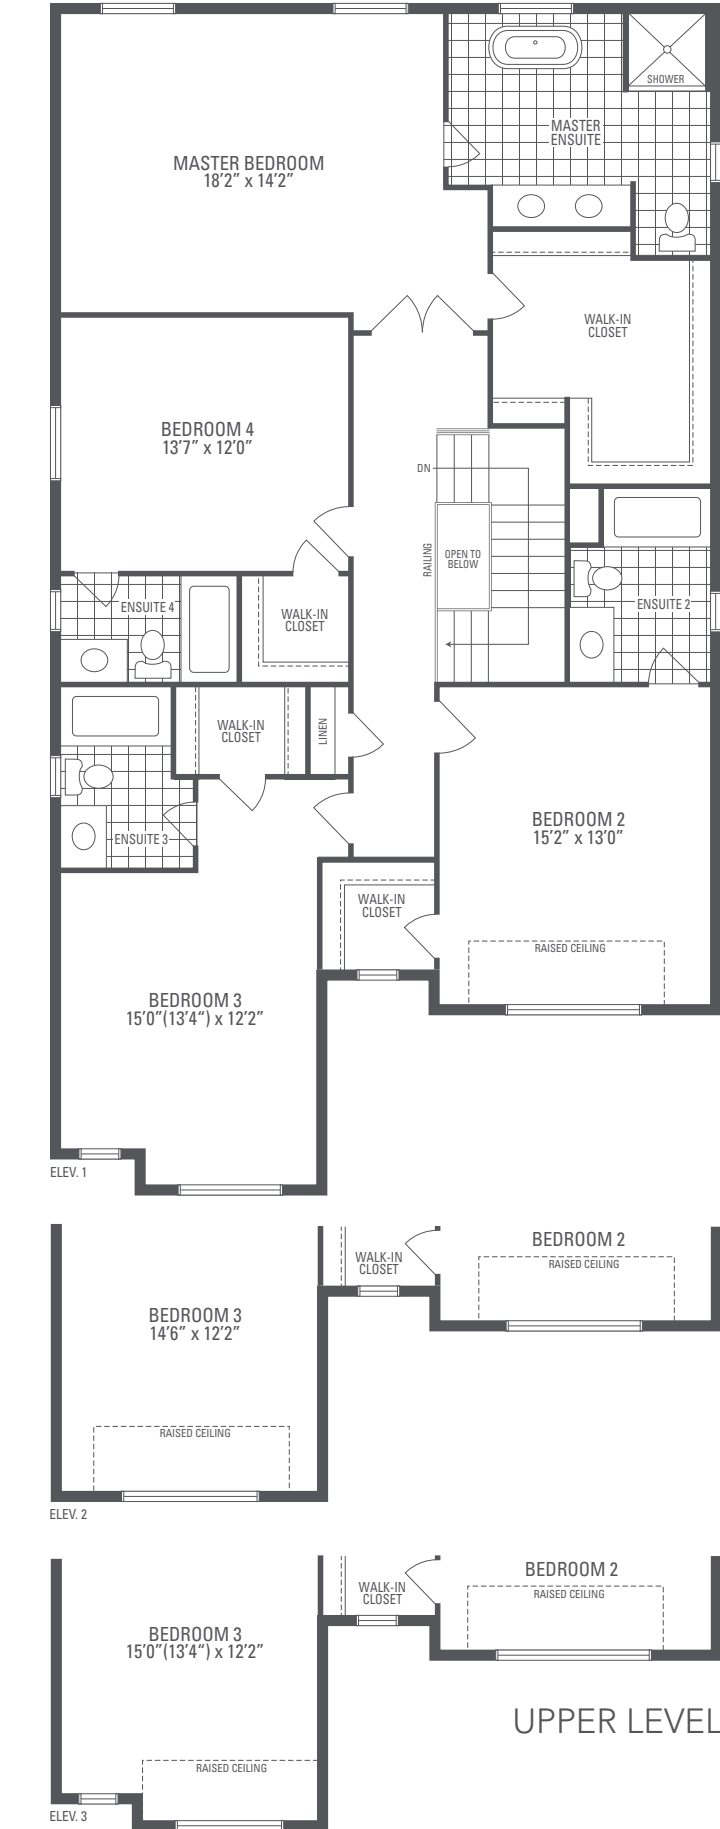 SHOWER
MASTER
ENSUITE
MASTER BEDROOM
18'2” x 14'2”
WALK-IN
CLOSET
BEDROOM 4
13'7” x 12'0”
DN
RAILING
OPEN TO
BELOW
ENSUITE 4
WALK-IN
CLOSET
ENSUITE 2
WALK-IN
CLOSET
LINEN
ENSUITE 3
BEDROOM 2
15'2” x 13'0”
WALK-IN
CLOSET
RAISED CEILING
BEDROOM 3
15'0”(13'4“) x 12'2”
ELEV. 1
BEDROOM 2
WALK-IN
CLOSET
RAISED CEILING
BEDROOM 3
14'6” x 12'2”
RAISED CEILING
ELEV. 2
BEDROOM 2
WALK-IN
CLOSET
RAISED CEILING
BEDROOM 3
15'0”(13'4“) x 12'2”
UPPER LEVEL
RAISED CEILING
ELEV. 3